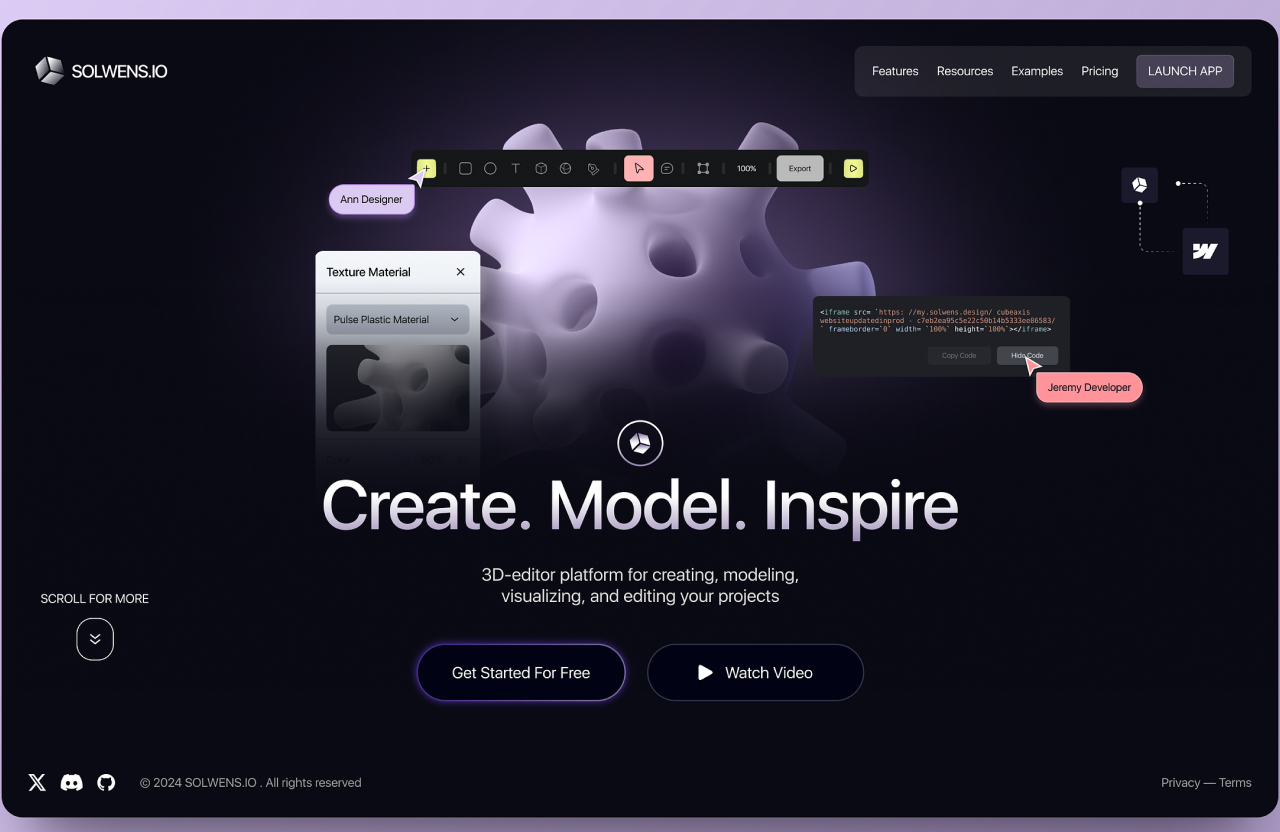 SOLWENS.IO
Features Resources Examples Pricing LAUNCH APP
T 100% Export
Ann Designer
Texture Material
Pulse Plastic Material
<iframe src= `https: //my.solwens.design/ cubeaxis
websiteupdatedinprod - c7eb2ea95c5e22c50b14b5333ee86583/
` frameborder=`0` width= `100%` height=`100%`></iframe>
Copy Code Hide Code
Jeremy Developer
Create. Model. Inspire
3D-editor platform for creating, modeling,
visualizing, and editing your projects
SCROLL FOR MORE
Get Started For Free Watch Video
© 2024 SOLWENS.IO . All rights reserved
Privacy — Terms